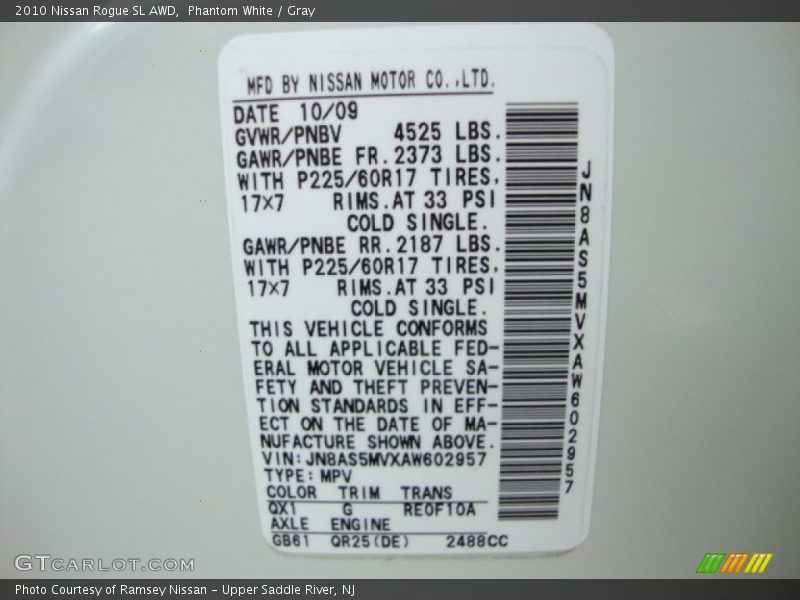 2010 Nissan Rogue SL AWD,  Phantom White / Gray
MFD BY NISSAN MOTOR CO.,LTD.
DATE 10/09
GVWR/PNBV 4525 LBS.
GAWR/PNBE FR.2373 LBS.
WITH P225/60R17 TIRES,
17×7 RIMS.AT 33 PSI
COLD SINGLE.
GAWR/PNBE RR.2187 LBS.
WITH P225/60R17 TIRES,
17×7 RIMS.AT 33 PSI
COLD SINGLE.
THIS VEHICLE CONFORMS
TO ALL APPLICABLE FED-
ERAL MOTOR VEHICLE SA-
FETY AND THEFT PREVEN-
TION STANDARDS IN EFF-
ECT ON THE DATE OF MA-
NUFACTURE SHOWN ABOVE.
VIN:JN8AS5MVXAW602957
TYPE:MPV
COLOR TRIM TRANS
QX1 G RE0F10A
AXLE ENGINE
GB61 QR25(DE) 2488CC
JN8AS5MVXAW602957
GTCARLOT.COM
Photo Courtesy of Ramsey Nissan - Upper Saddle River, NJ